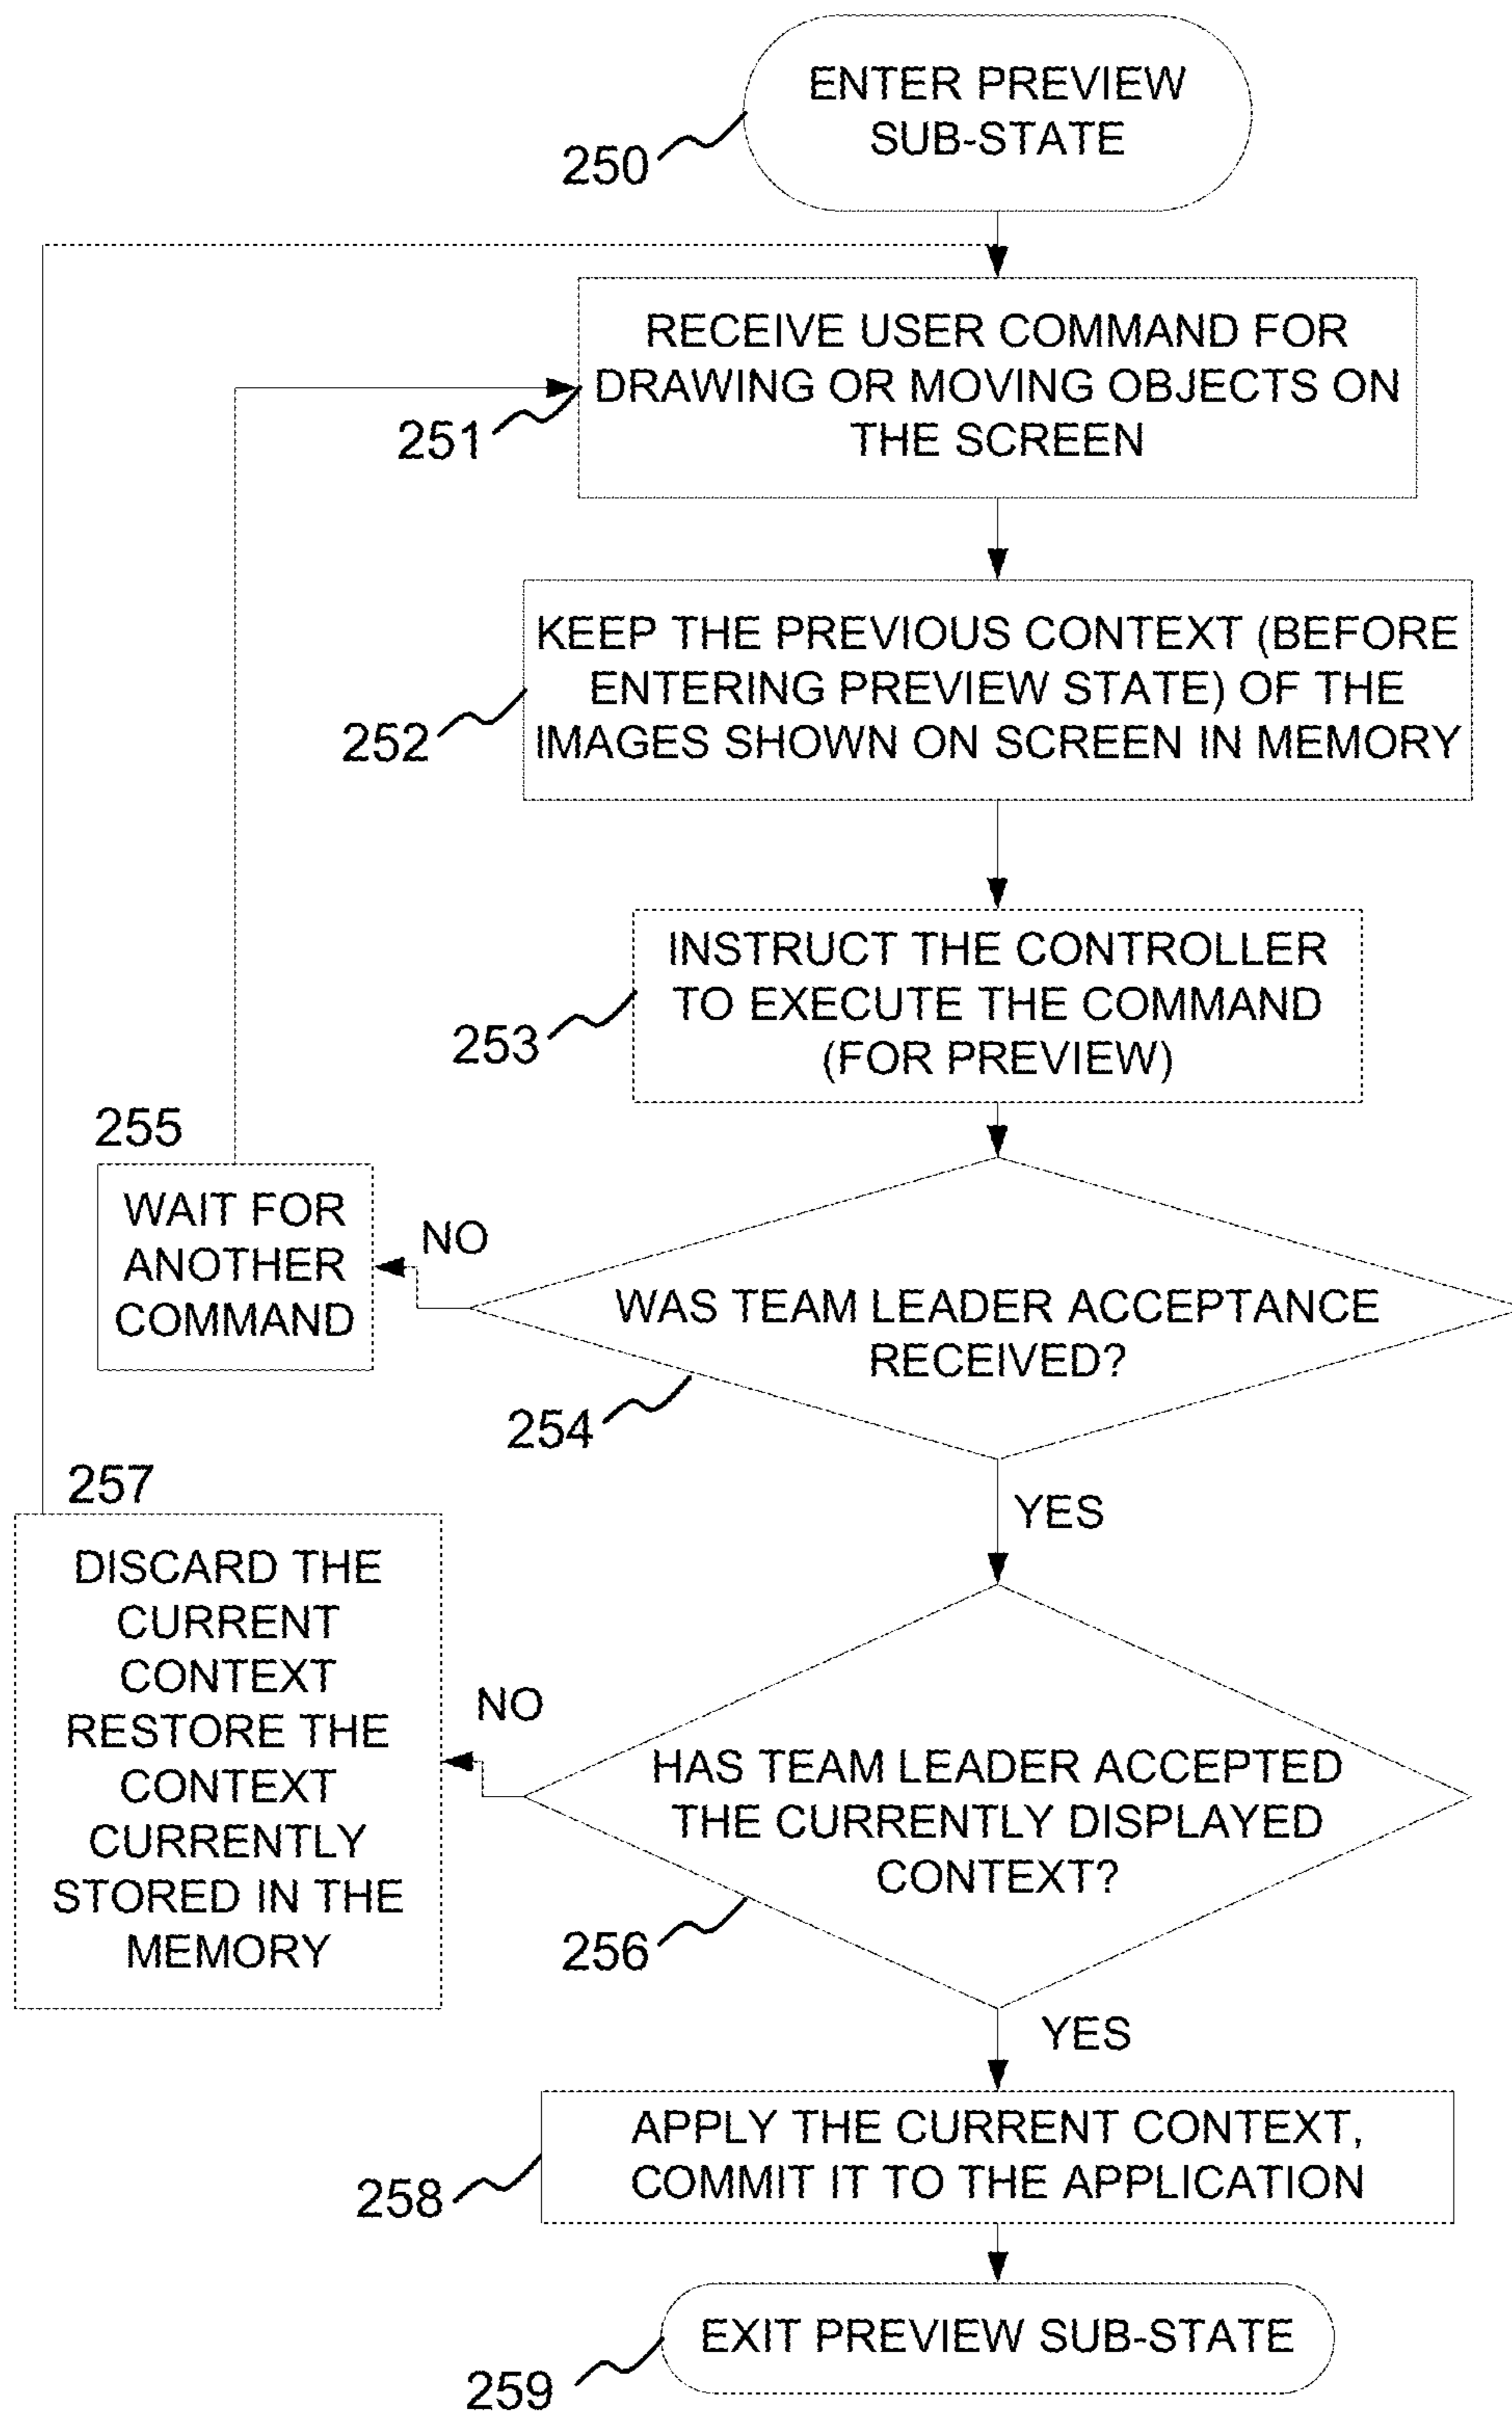 ENTER PREVIEW
SUB-STATE
250
RECEIVE USER COMMAND FOR
DRAWING OR MOVING OBJECTS ON
THE SCREEN
251
KEEP THE PREVIOUS CONTEXT (BEFORE
ENTERING PREVIEW STATE) OF THE
IMAGES SHOWN ON SCREEN IN MEMORY
252
INSTRUCT THE CONTROLLER
TO EXECUTE THE COMMAND
(FOR PREVIEW)
253
255
WAIT FOR
ANOTHER
COMMAND
NO
WAS TEAM LEADER ACCEPTANCE
RECEIVED?
254
YES
257
DISCARD THE
CURRENT
CONTEXT
RESTORE THE
CONTEXT
CURRENTLY
STORED IN THE
MEMORY
NO
HAS TEAM LEADER ACCEPTED
THE CURRENTLY DISPLAYED
CONTEXT?
256
YES
APPLY THE CURRENT CONTEXT,
COMMIT IT TO THE APPLICATION
258
EXIT PREVIEW SUB-STATE
259